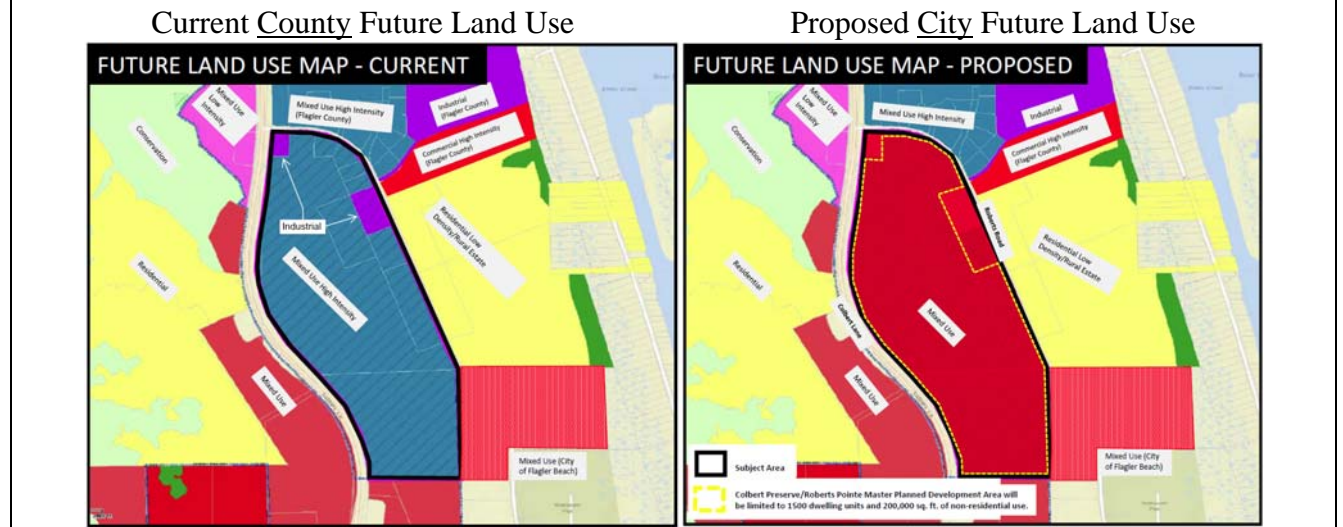 Current County Future Land Use
FUTURE LAND USE MAP - CURRENT
Mixed Use
Low
Intensity
Mixed Use High Intensity
(Flagler County)
Industrial
(Flagler County)
Commercial High Intensity
(Flagler County)
Conservation
Industrial
Residential Low
Density/Rural Estate
Mixed Use High Intensity
Residential
Mixed Use
Mixed Use (City
of Flagler Beach)
Proposed City Future Land Use
FUTURE LAND USE MAP - PROPOSED
Mixed Use
Low
Intensity
Mixed Use High Intensity
Industrial
Commercial High Intensity
(Flagler County)
Conservation
Roberts Road
Residential Low
Density/Rural Estate
Residential
Colbert Lane
Mixed Use
Mixed Use
Mixed Use (City
of Flagler Beach)
Subject Area
Colbert Preserve/Roberts Pointe Master Planned Development Area will
be limited to 1500 dwelling units and 200,000 sq. ft. of non-residential use.